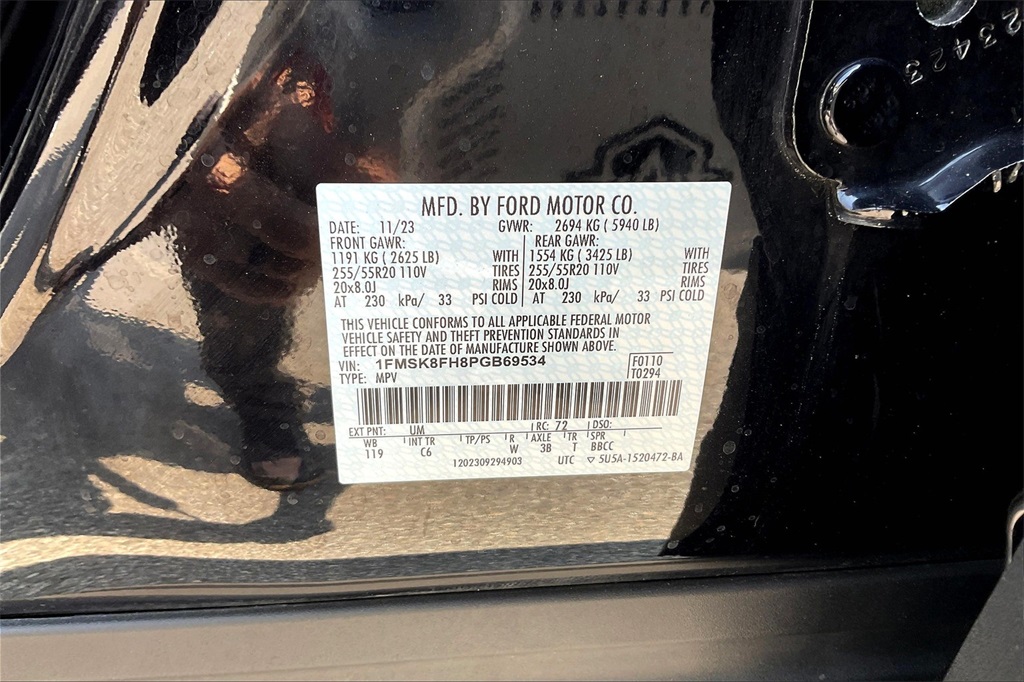 23423
MFD. BY FORD MOTOR CO.
DATE: 11/23 GVWR: 2694 KG ( 5940 LB)
FRONT GAWR: REAR GAWR:
1191 KG ( 2625 LB) WITH 1554 KG ( 3425 LB) WITH
255/55R20 110V TIRES 255/55R20 110V TIRES
20x8.0J RIMS 20x8.0J RIMS
AT 230 kPa/ 33 PSI COLD AT 230 kPa/ 33 PSI COLD
THIS VEHICLE CONFORMS TO ALL APPLICABLE FEDERAL MOTOR
VEHICLE SAFETY AND THEFT PREVENTION STANDARDS IN
EFFECT ON THE DATE OF MANUFACTURE SHOWN ABOVE.
VIN: 1FMSK8FH8PGB69534 F0110
TYPE: MPV T0294
EXT PNT: UM RC: 72 DSO:
WB INT TR TP/PS R AXLE TR SPR
119 C6 W 3B T BBCC
1202309294903 UTC ▽ 5U5A-1520472-BA